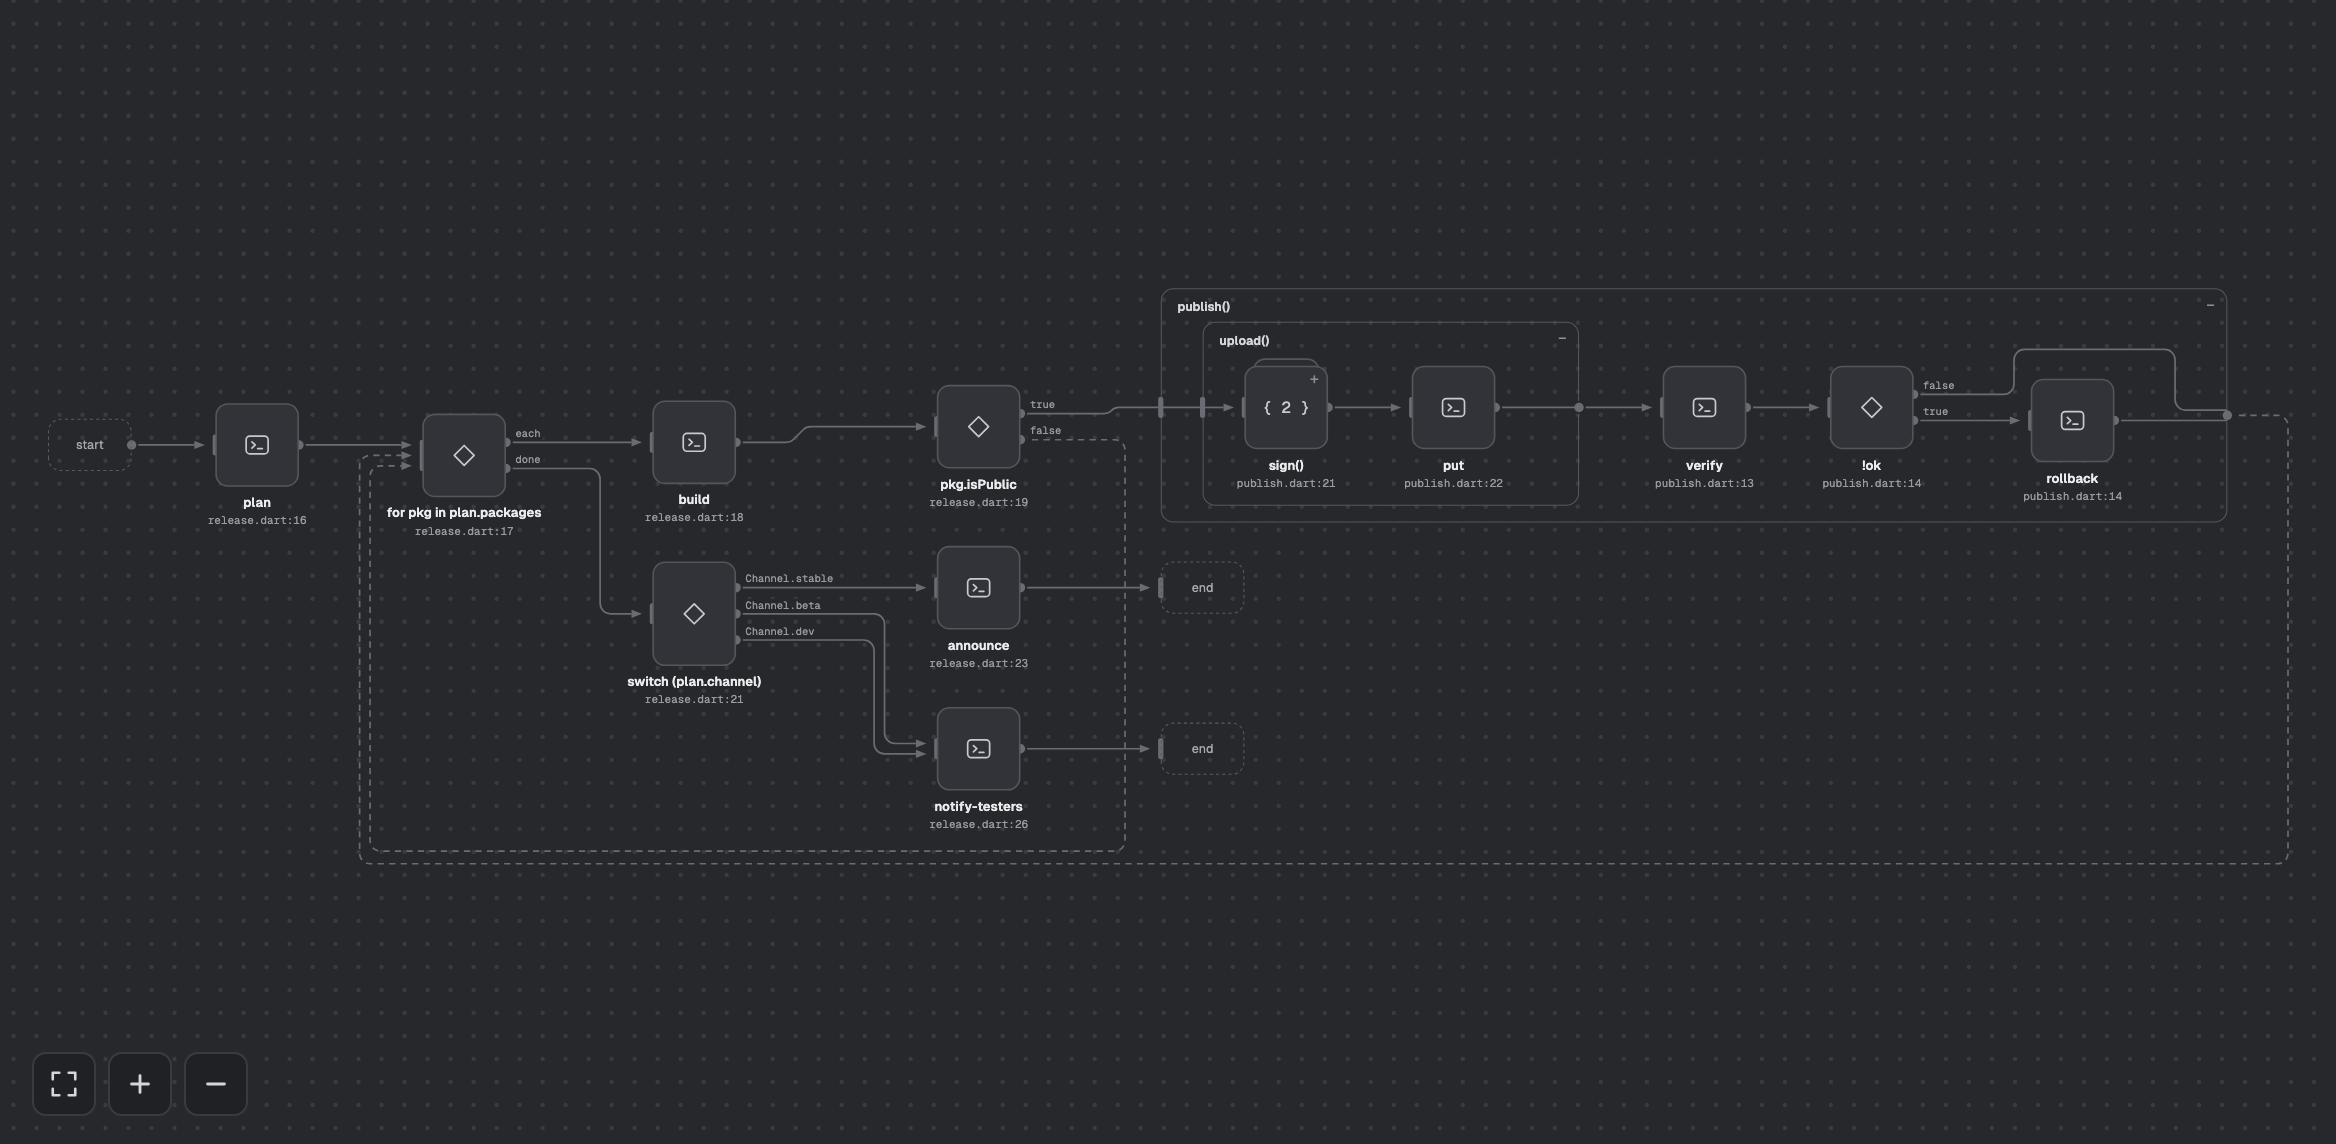 publish()
upload()
start
plan
release.dart:16
for pkg in plan.packages
release.dart:17
each
done
build
release.dart:18
pkg.isPublic
release.dart:19
true
false
{ 2 }
+
sign()
publish.dart:21
put
publish.dart:22
verify
publish.dart:13
!ok
publish.dart:14
false
true
rollback
publish.dart:14
switch (plan.channel)
release.dart:21
Channel.stable
Channel.beta
Channel.dev
announce
release.dart:23
end
notify-testers
release.dart:26
end